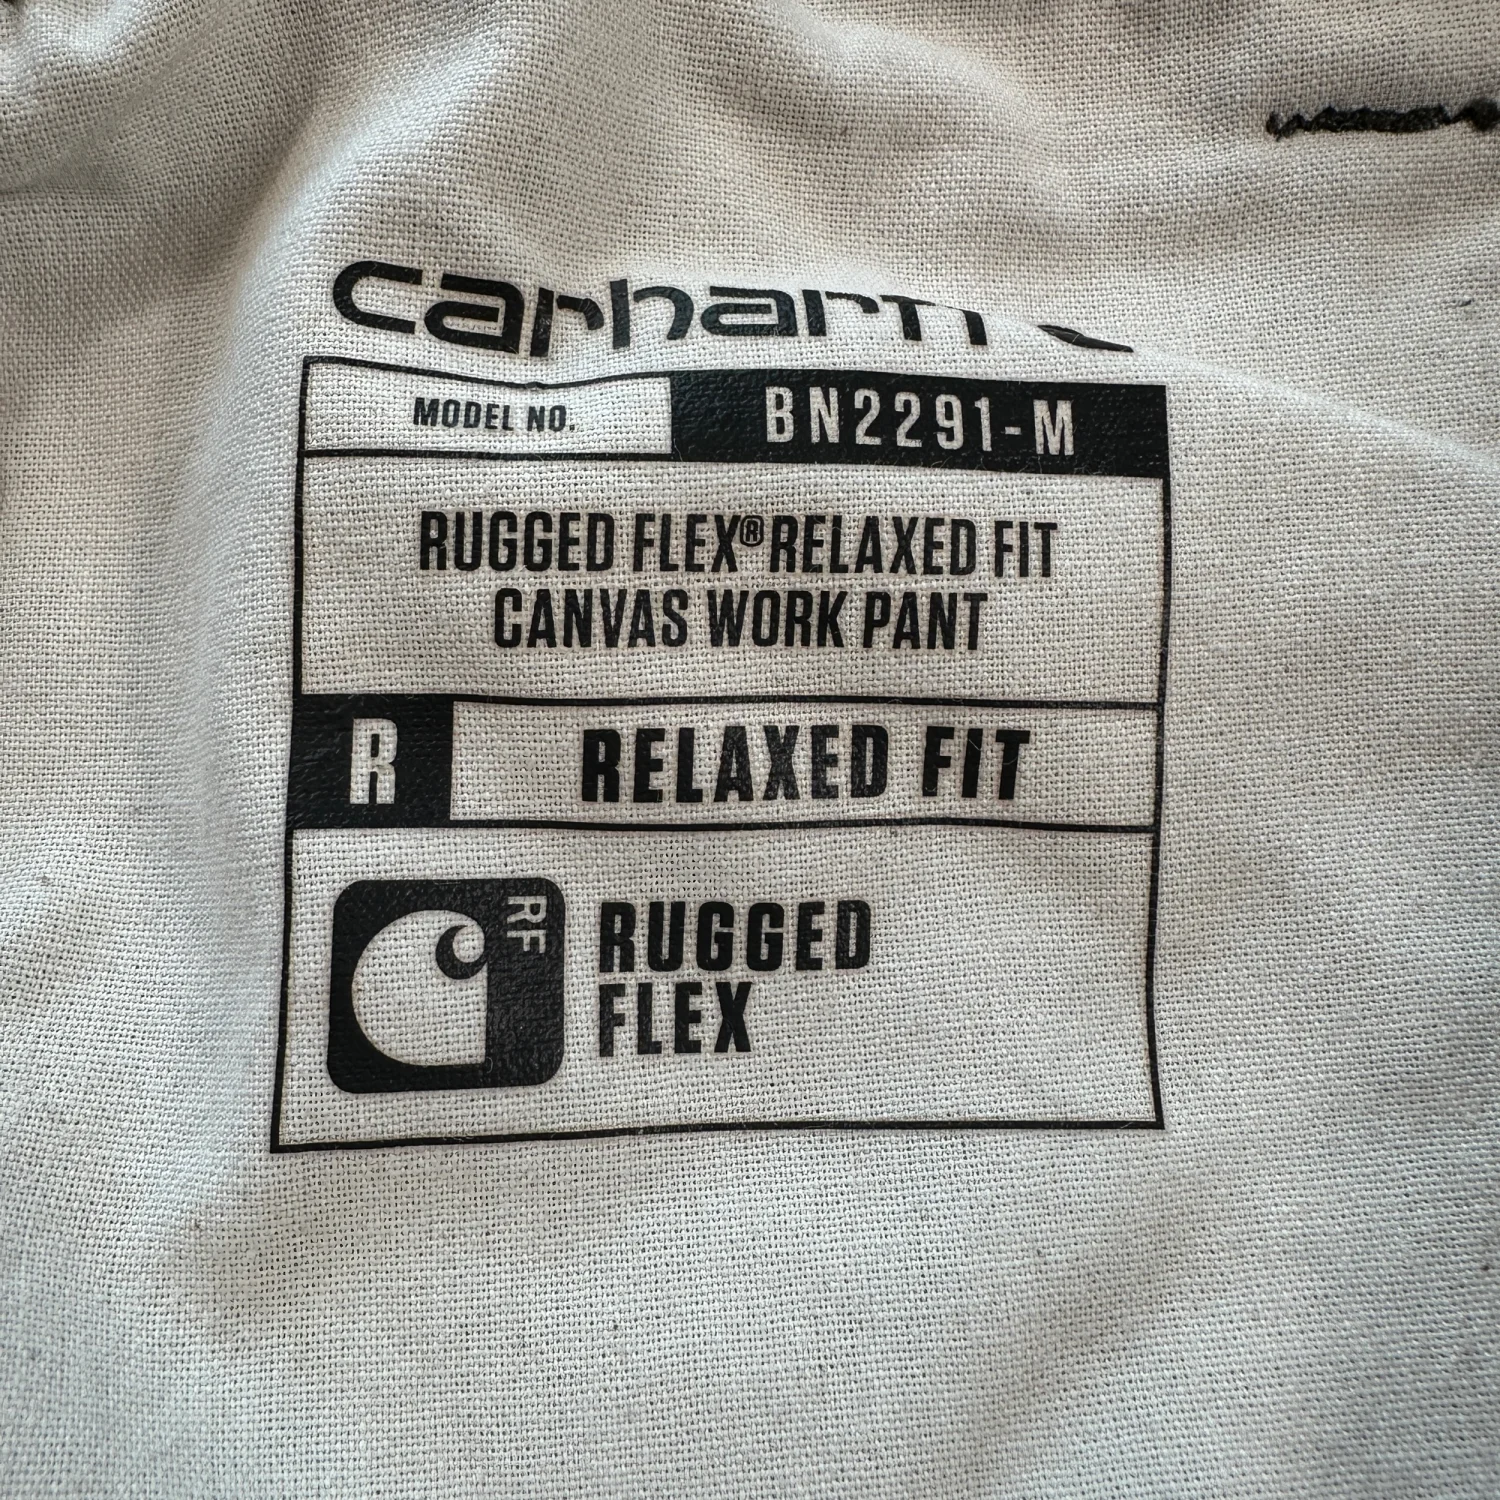 carhartt
MODEL NO. BN2291-M
RUGGED FLEX® RELAXED FIT
CANVAS WORK PANT
R RELAXED FIT
RF
RUGGED
FLEX